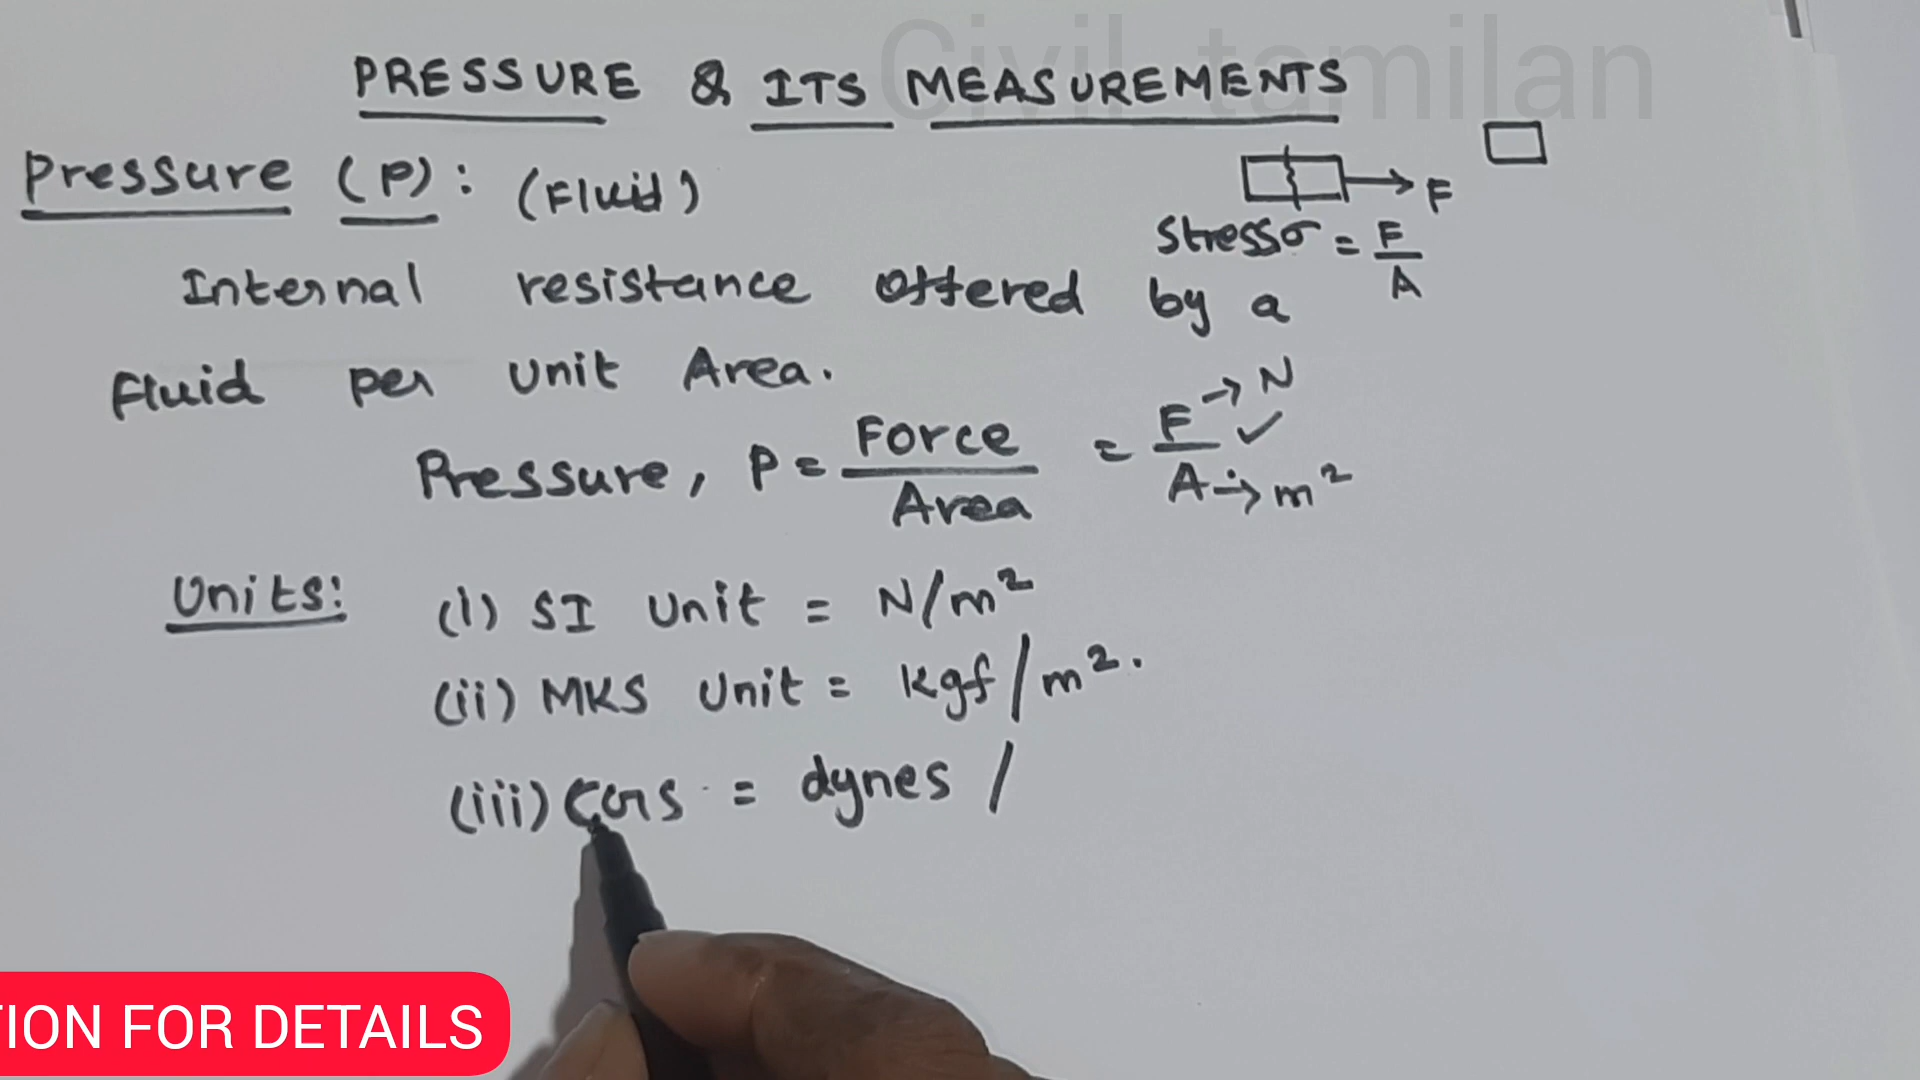 Civil tamilan
PRESSURE & ITS MEASUREMENTS
Pressure (P): (Fluid)
F
Stress σ = F/A
Internal resistance offered by a
Fluid per unit Area.
Pressure, P = Force/Area = F/A → N ✓ → m²
Units: (i) SI Unit = N/m²
(ii) MKS Unit = kgf/m².
(iii) CGS = dynes /
TION FOR DETAILS